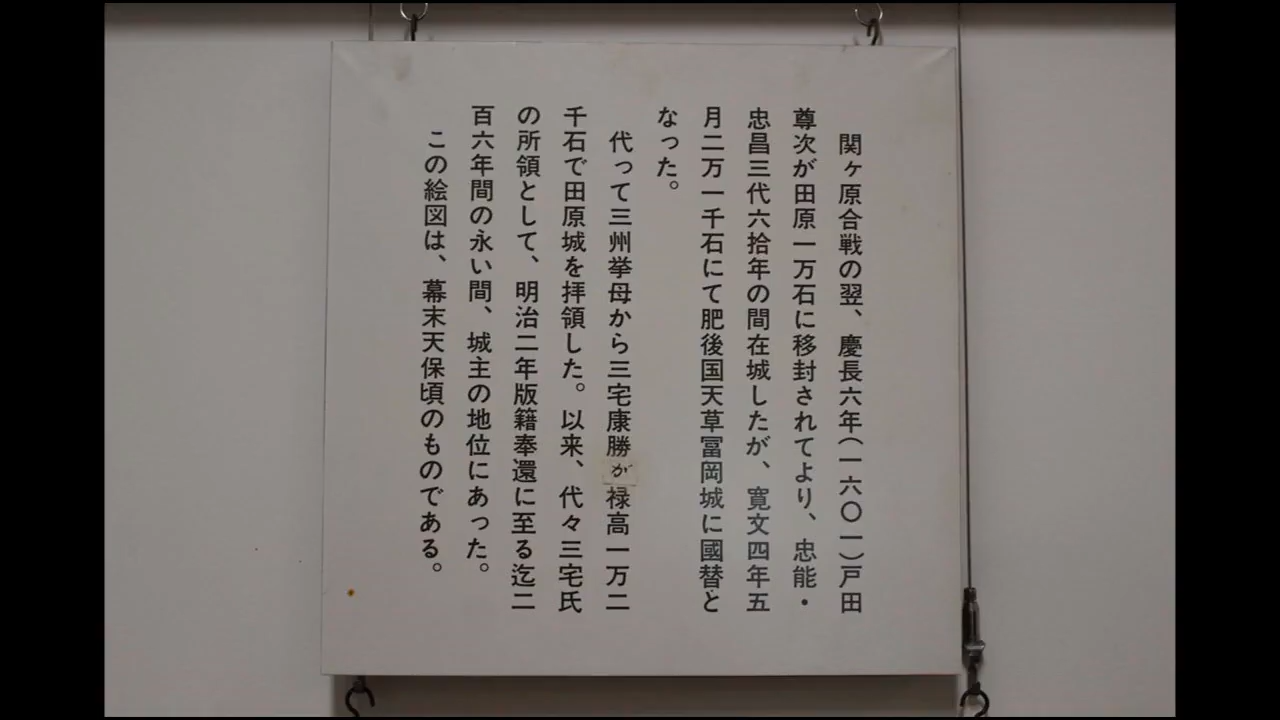 関ヶ原合戦の翌、慶長六年(一六〇一)戸田
尊次が田原一万石に移封されてより、忠能・
忠昌三代六拾年の間在城したが、寛文四年五
月二万一千石にて肥後国天草冨岡城に國替と
なった。
代って三州挙母から三宅康勝が禄高一万二
千石で田原城を拝領した。以来、代々三宅氏
の所領として、明治二年版籍奉還に至る迄二
百六年間の永い間、城主の地位にあった。
この絵図は、幕末天保頃のものである。